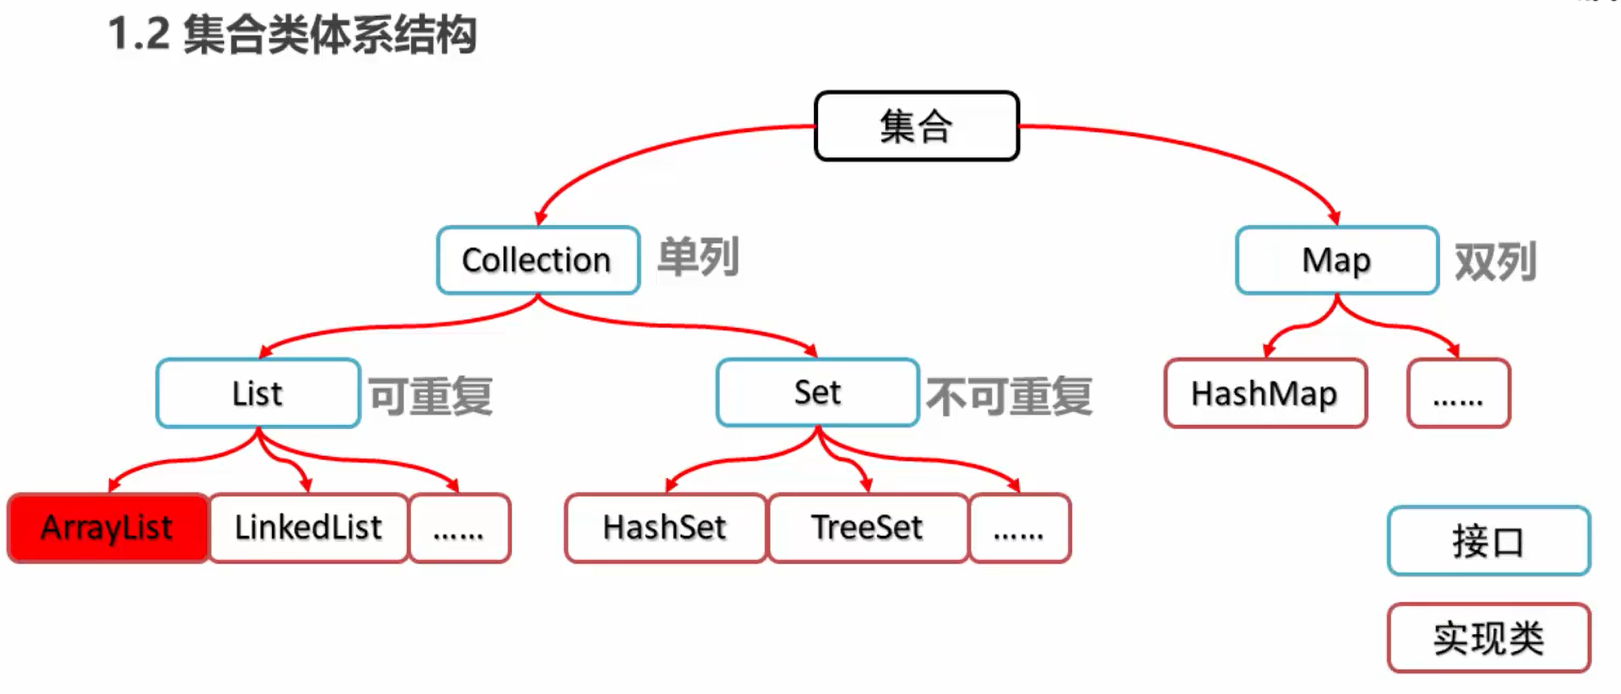 1.2 集合类体系结构
集合
Collection 单列
Map 双列
List 可重复
Set 不可重复
HashMap
......
ArrayList
LinkedList
......
HashSet
TreeSet
......
接口
实现类